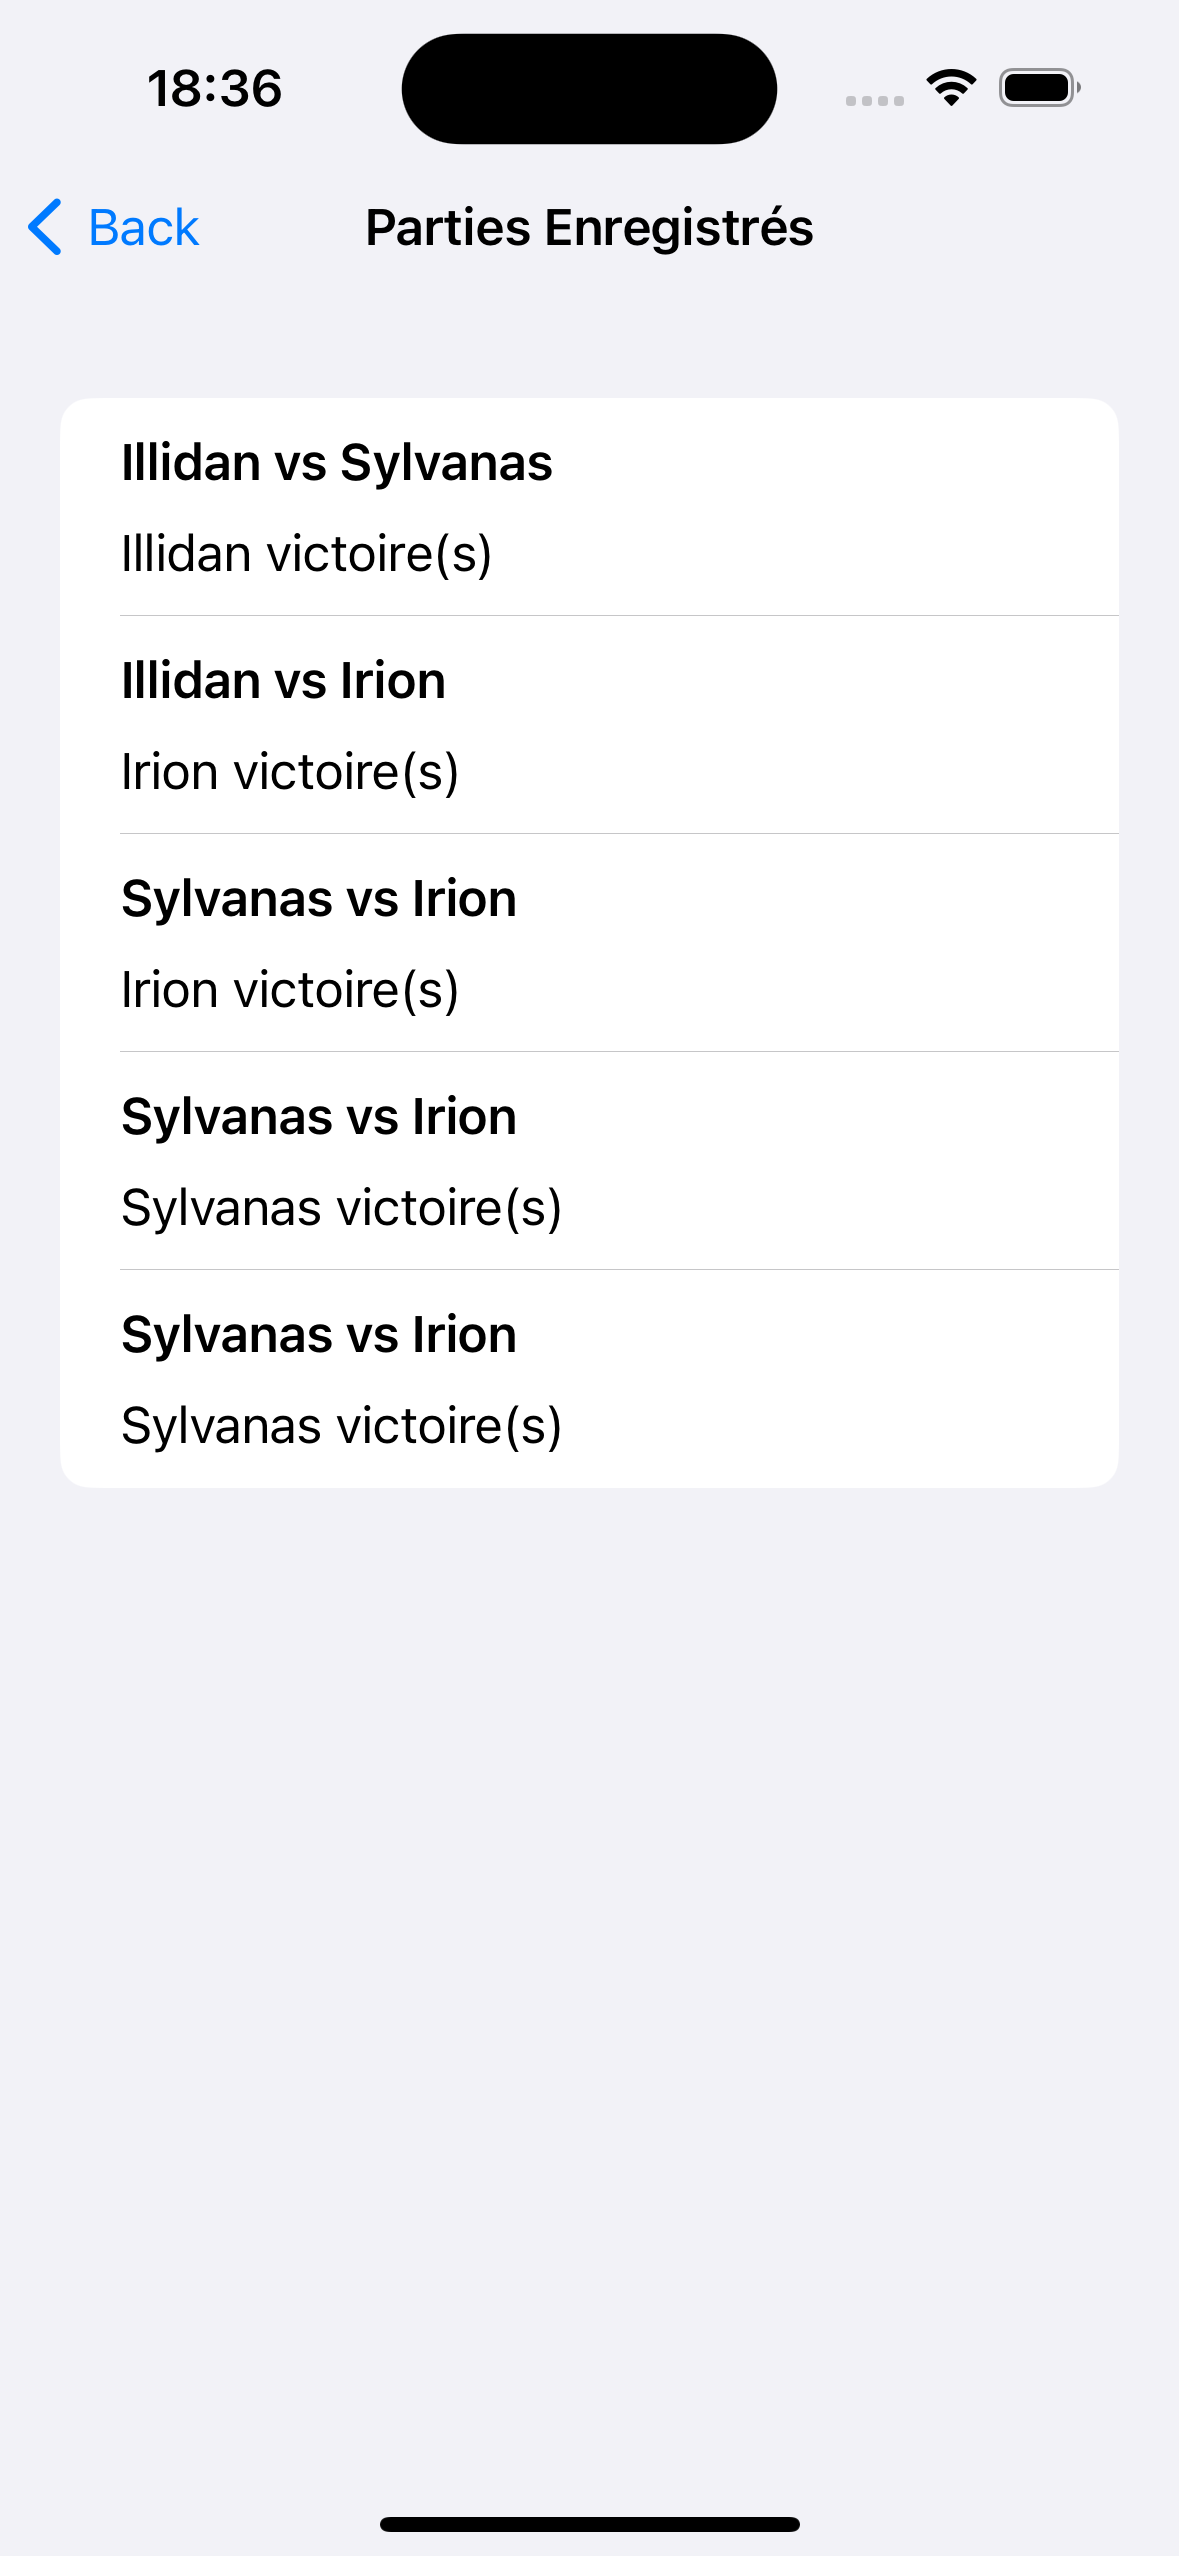 18:36
Back
Parties Enregistrés
Illidan vs Sylvanas
Illidan victoire(s)
Illidan vs Irion
Irion victoire(s)
Sylvanas vs Irion
Irion victoire(s)
Sylvanas vs Irion
Sylvanas victoire(s)
Sylvanas vs Irion
Sylvanas victoire(s)